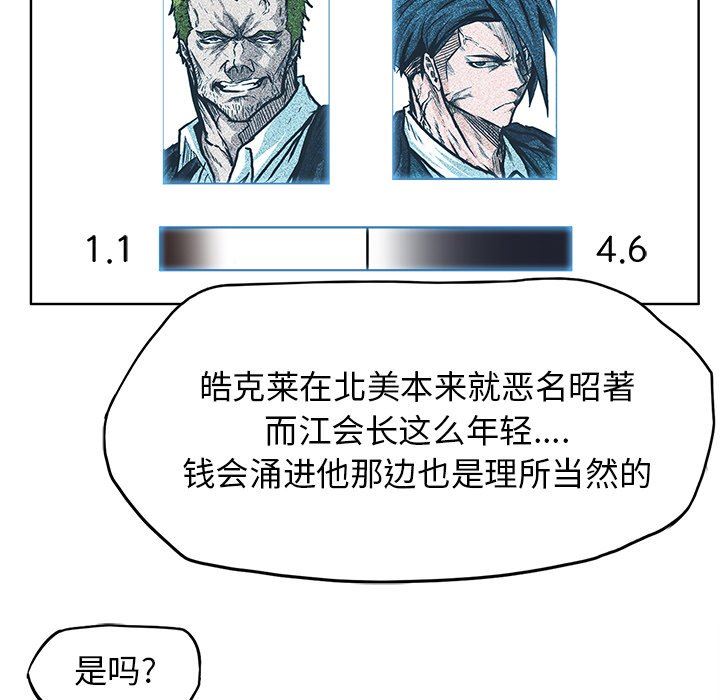 1.1
4.6
皓克莱在北美本来就恶名昭著
而江会长这么年轻....
钱会涌进他那边也是理所当然的
是吗?